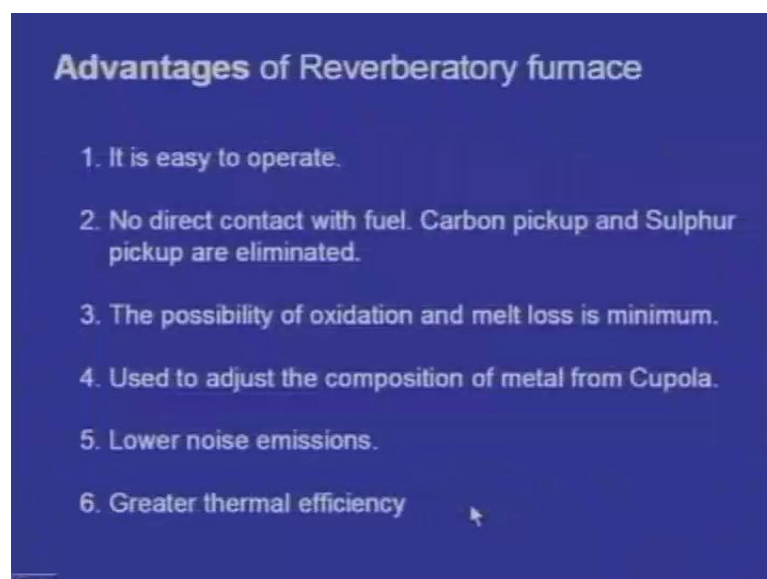 Advantages of Reverberatory furnace
1. It is easy to operate.
2. No direct contact with fuel. Carbon pickup and Sulphur
pickup are eliminated.
3. The possibility of oxidation and melt loss is minimum.
4. Used to adjust the composition of metal from Cupola.
5. Lower noise emissions.
6. Greater thermal efficiency